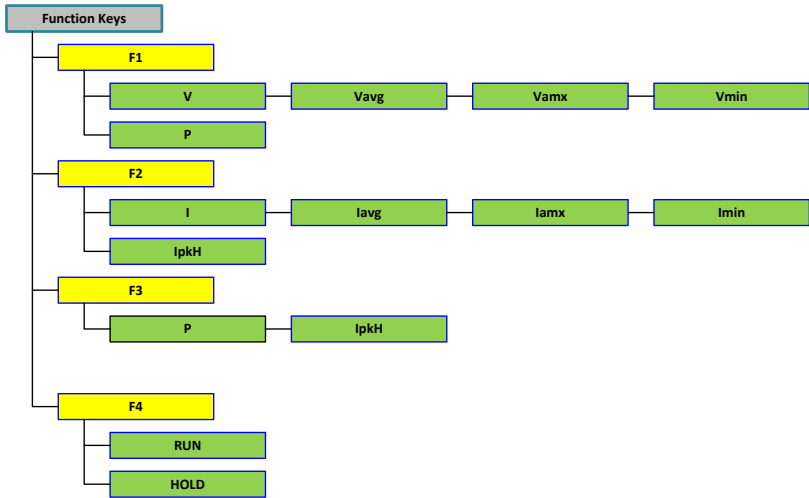 Function Keys
F1
V Vavg Vamx Vmin
P
F2
I Iavg Iamx Imin
IpkH
F3
P IpkH
F4
RUN
HOLD